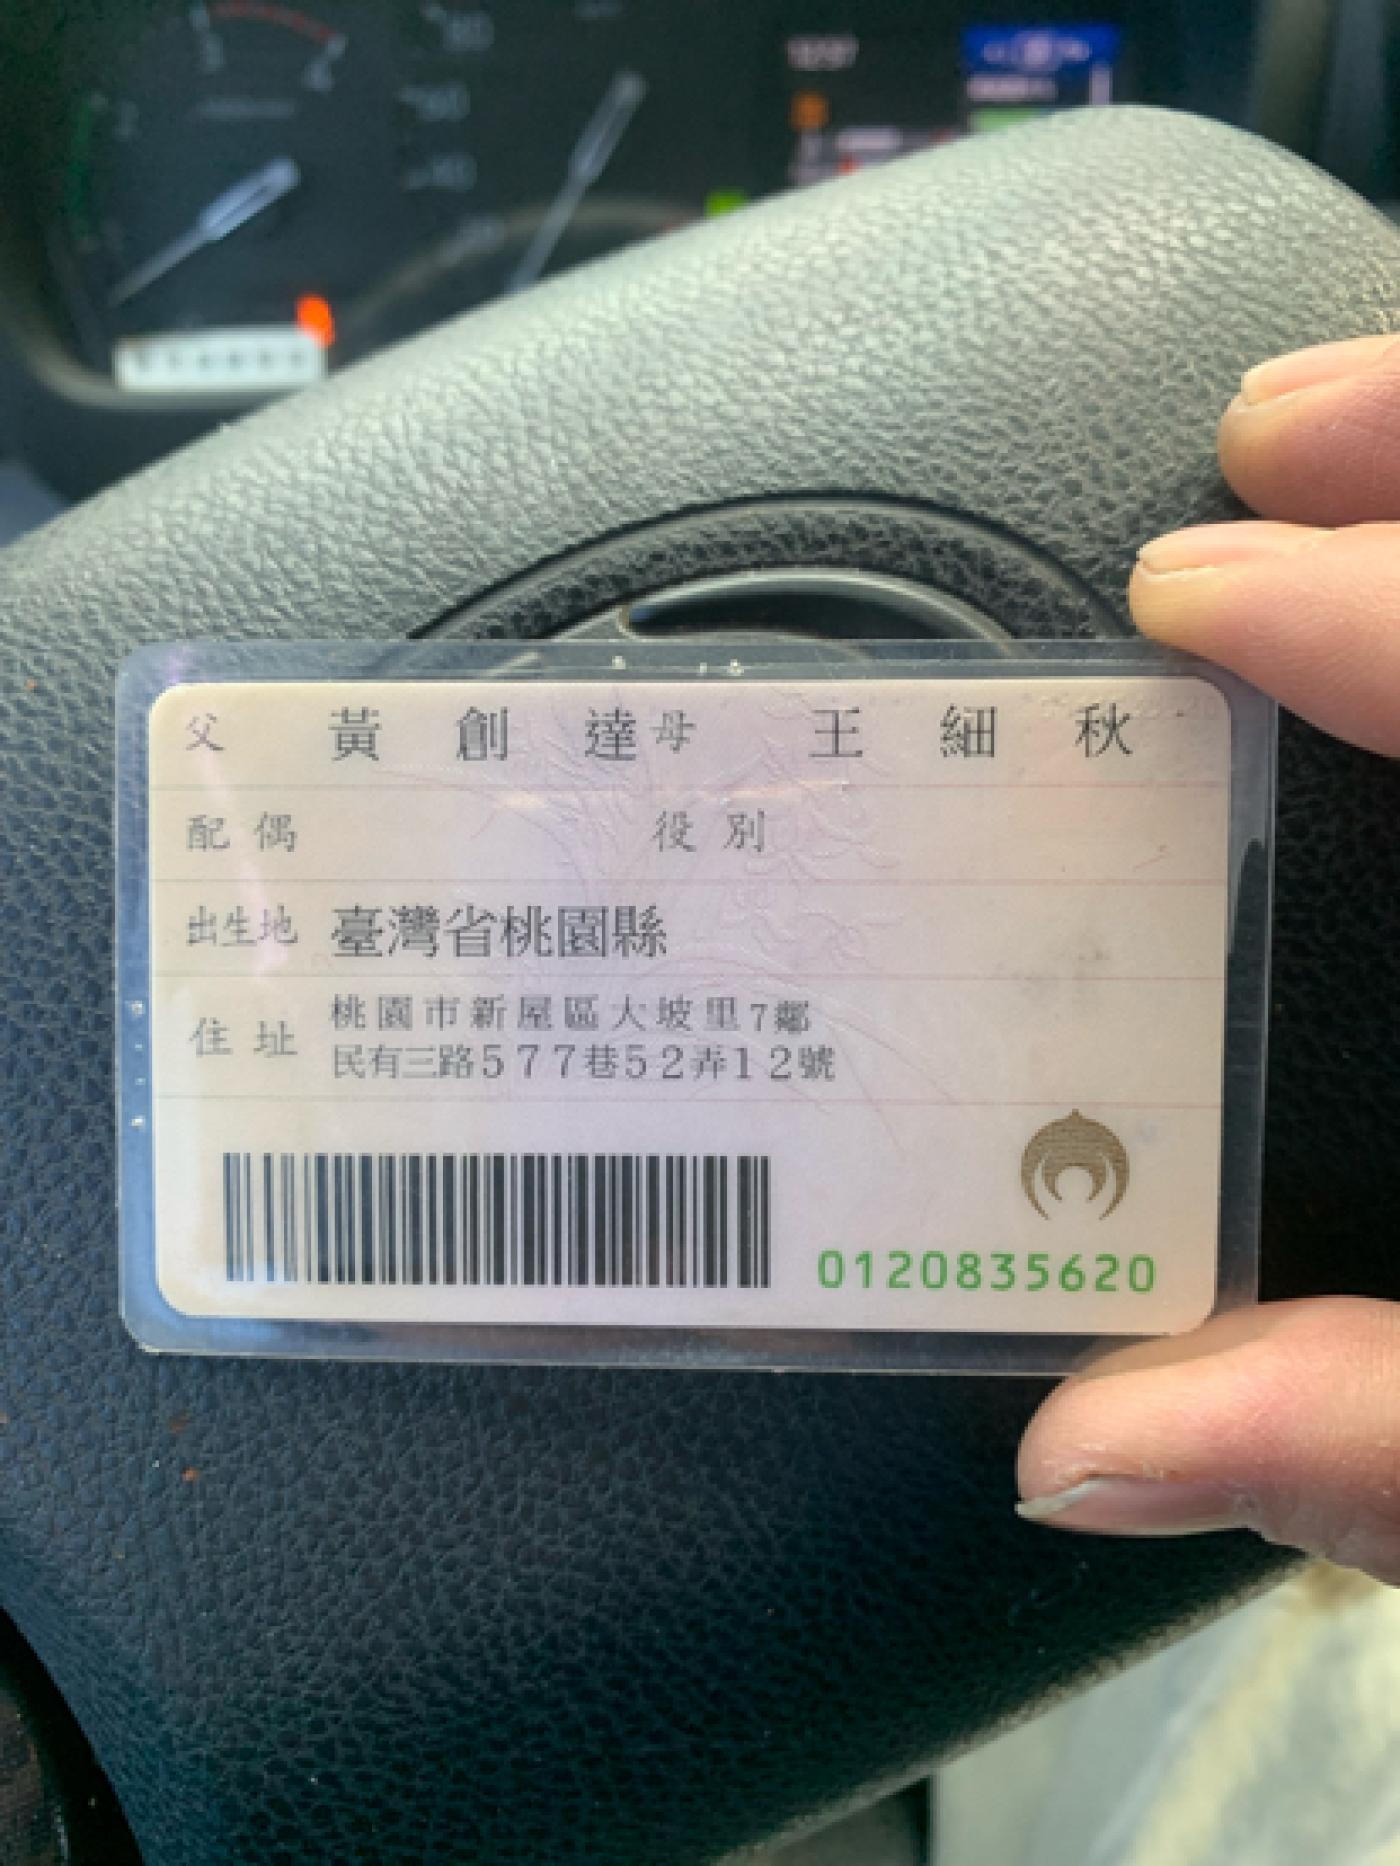 父 黃創達 母 王細秋
配偶 役別
出生地 臺灣省桃園縣
住址 桃園市新屋區大坡里7鄰
民有三路577巷52弄12號
0120835620